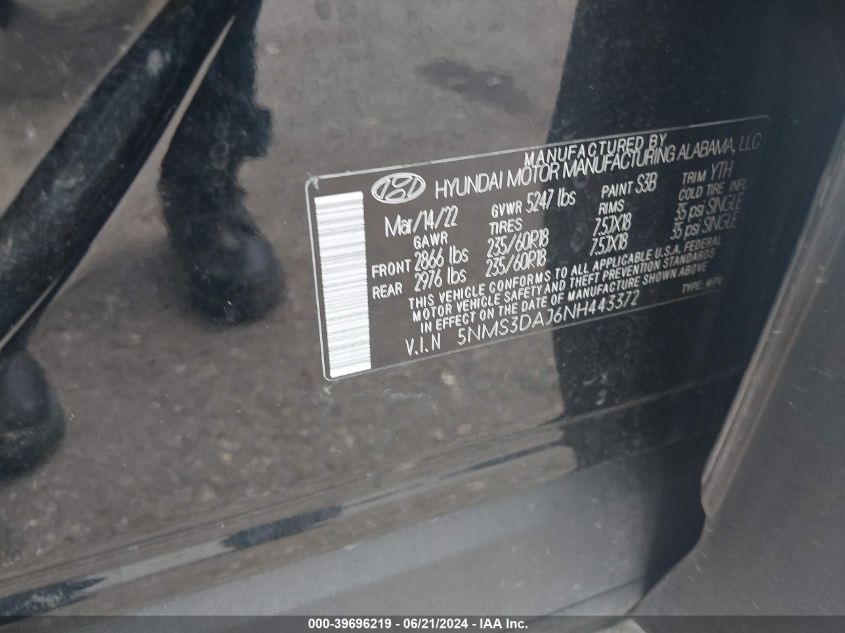 MANUFACTURED BY
HYUNDAI MOTOR MANUFACTURING ALABAMA, LLC
Mar/14/22 GVWR 5247 lbs PAINT S3B TRIM YTH
GAWR TIRES RIMS COLD TIRE INFL
FRONT 2866 lbs 235/60R18 7.5JX18 35 psi SINGLE
REAR 2976 lbs 235/60R18 7.5JX18 35 psi SINGLE
THIS VEHICLE CONFORMS TO ALL APPLICABLE U.S.A. FEDERAL
MOTOR VEHICLE SAFETY AND THEFT PREVENTION STANDARDS
IN EFFECT ON THE DATE OF MANUFACTURE SHOWN ABOVE
V.I.N 5NMS3DAJ6NH443372 TYPE: MPV
000-39696219 - 06/21/2024 - IAA Inc.